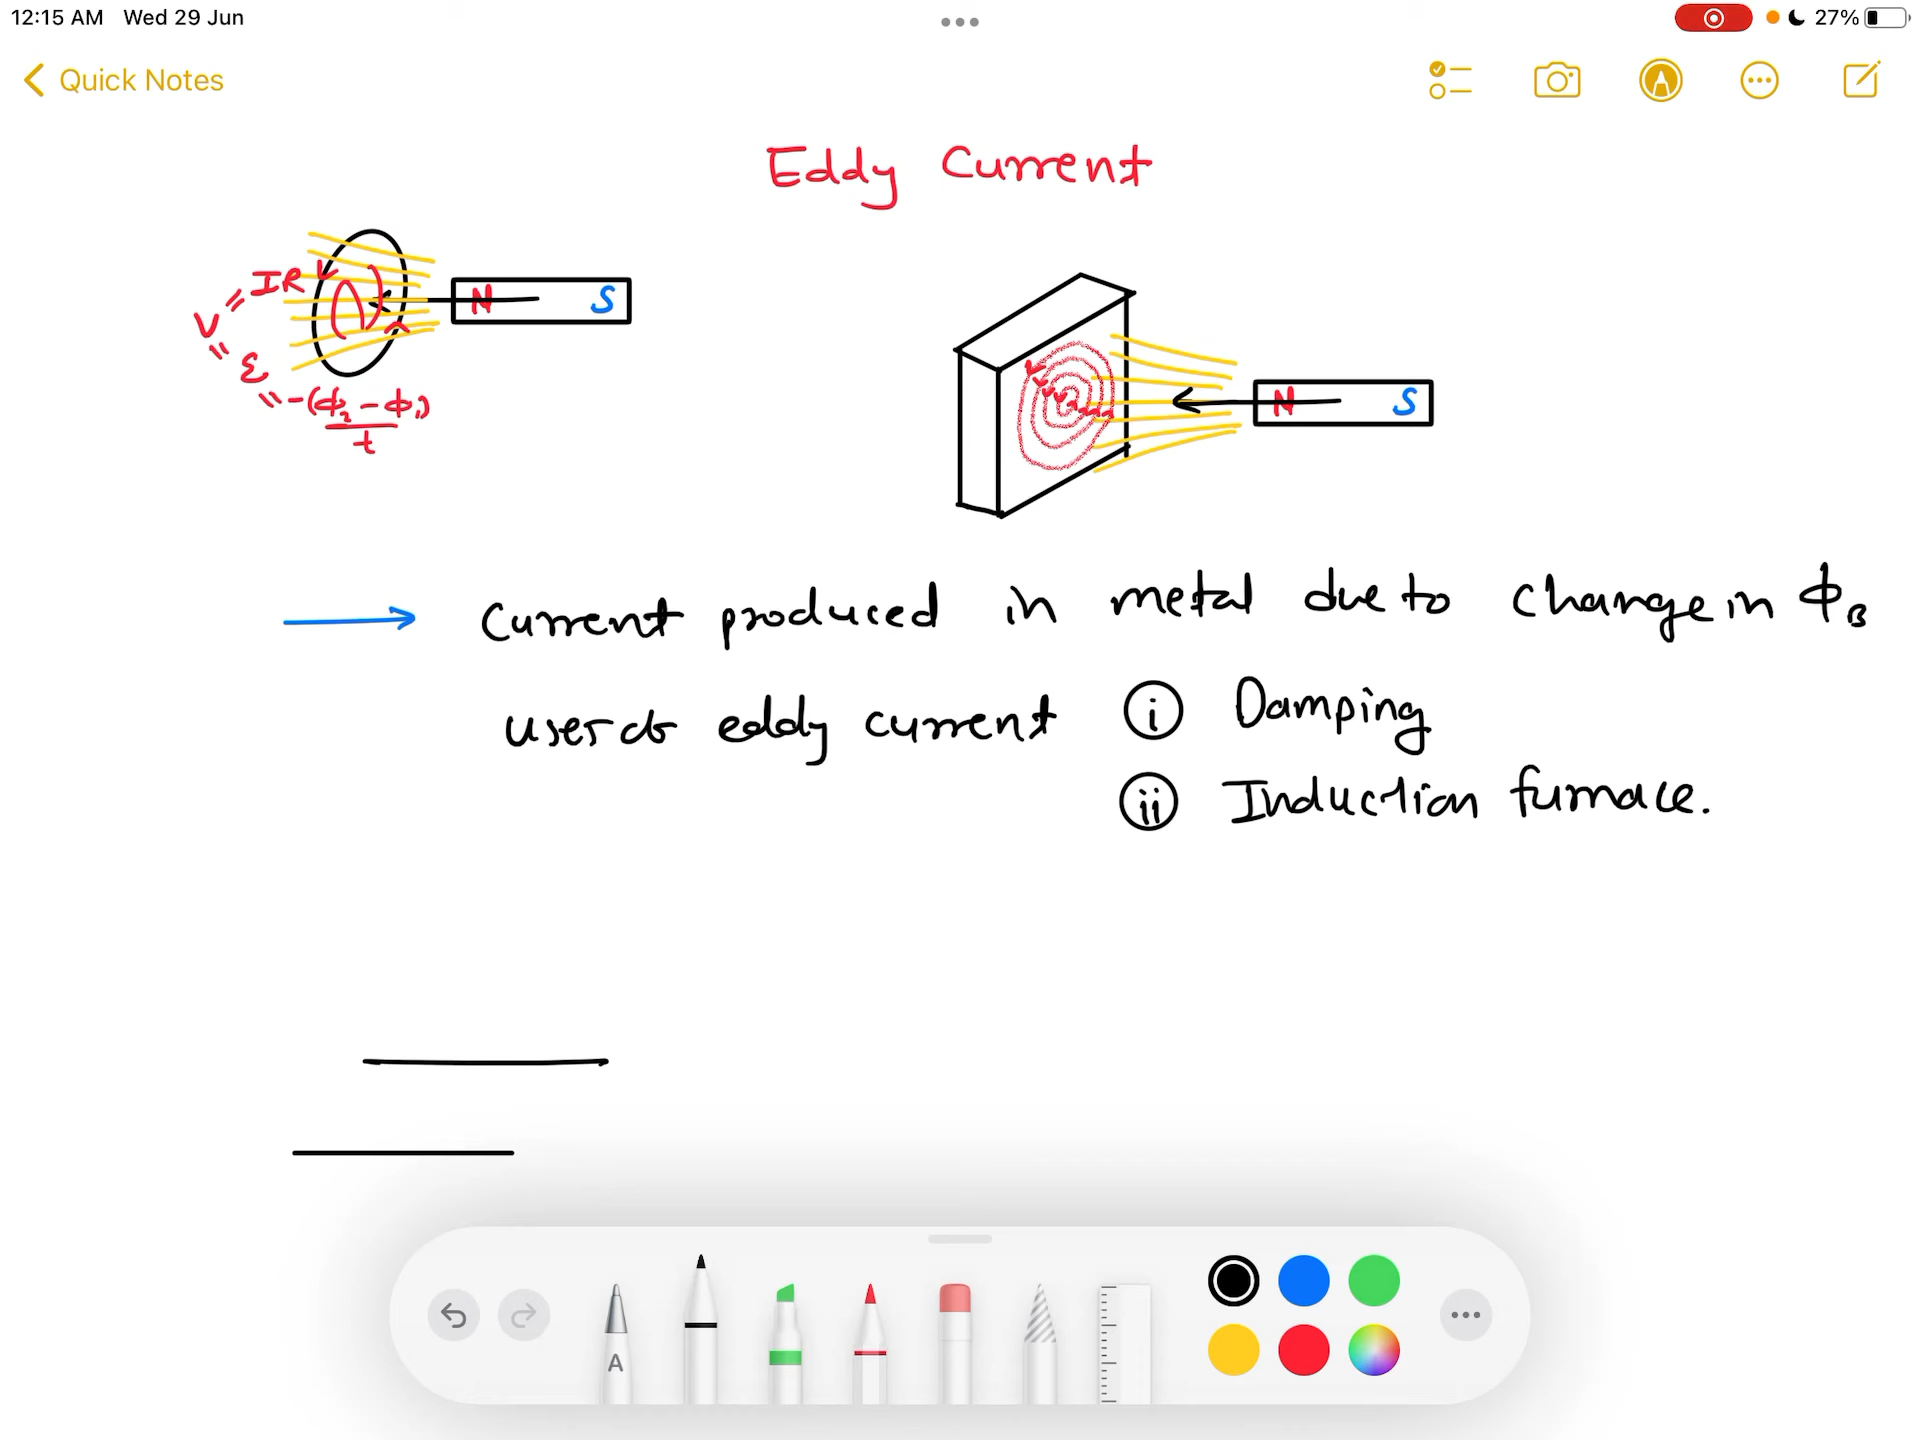 12:15 AM Wed 29 Jun
27%
Quick Notes
Eddy Current
V = IR
N S
= ε
= -(Φ₂ - Φ₁)
t
N S
Current produced in metal due to change in Φ_B
uses of eddy current (i) Damping
(ii) Induction furnace.
A